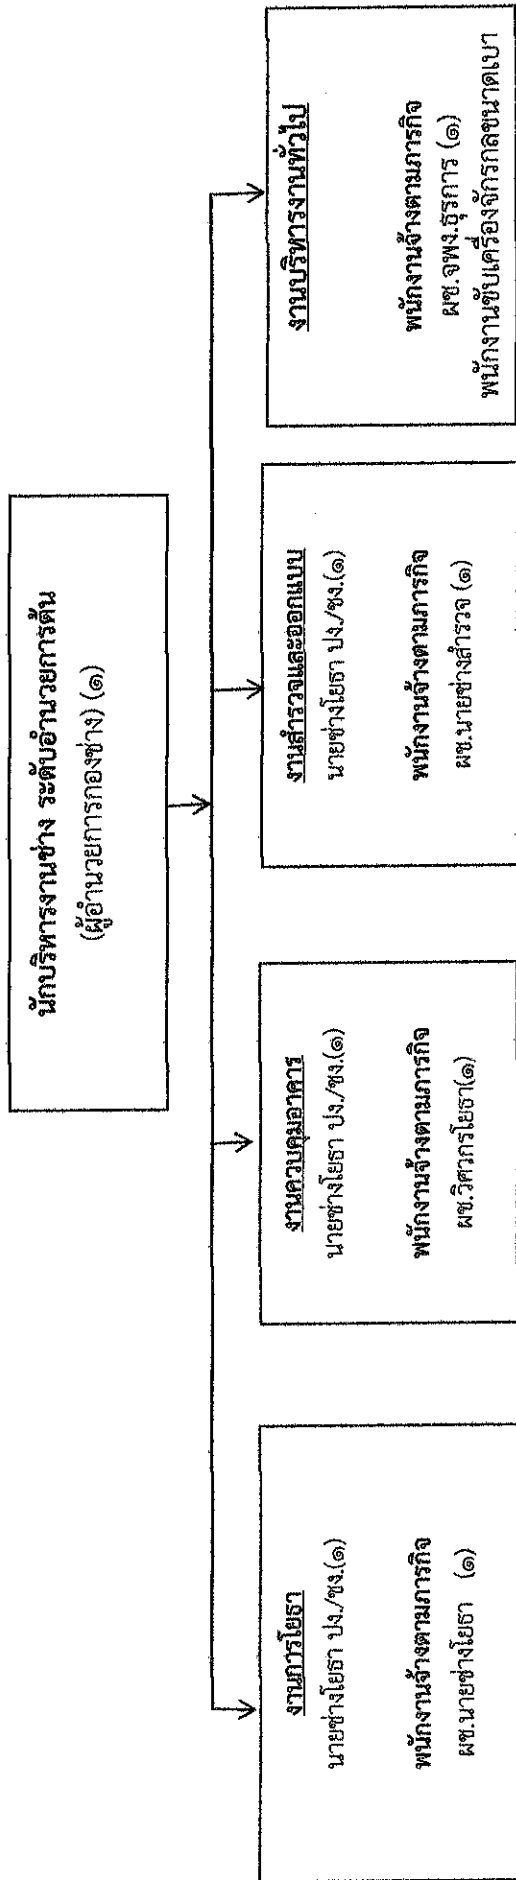 นักบริหารงานช่าง ระดับอำนวยการต้น
(ผู้อำนวยการกองช่าง) (๑)
งานการโยธา
นายช่างโยธา ปง./ชง.(๑)
พนักงานจ้างตามภารกิจ
ผช.นายช่างโยธา (๑)
งานควบคุมอาคาร
นายช่างโยธา ปง./ชง.(๑)
พนักงานจ้างตามภารกิจ
ผช.วิศวกรโยธา(๑)
งานสำรวจและออกแบบ
นายช่างโยธา ปง./ชง.(๑)
พนักงานจ้างตามภารกิจ
ผช.นายช่างสำรวจ (๑)
งานบริหารงานทั่วไป
พนักงานจ้างตามภารกิจ
ผช.จพง.ธุรการ (๑)
พนักงานขับเครื่องจักรกลขนาดเบา